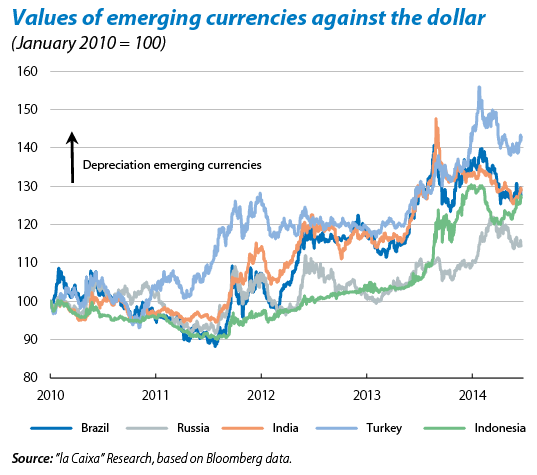 Values of emerging currencies against the dollar
(January 2010 = 100)
160
150
140
130
120
110
100
90
80
Depreciation emerging currencies
2010 2011 2012 2013 2014
Brazil Russia India Turkey Indonesia
Source: "la Caixa" Research, based on Bloomberg data.